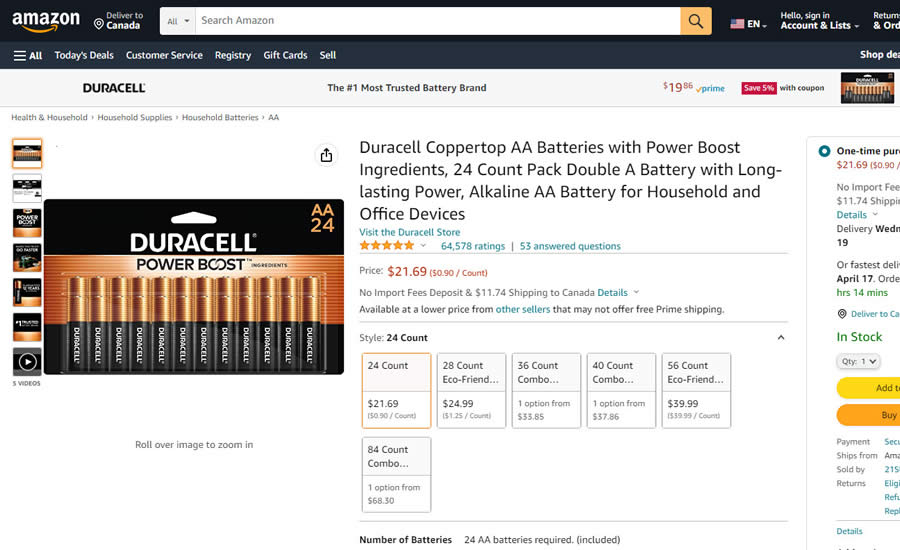 amazon
Deliver to
Canada
All
Search Amazon
EN
Hello, sign in
Account & Lists
Returns
& Ord
All
Today's Deals
Customer Service
Registry
Gift Cards
Sell
Shop dea
DURACELL
The #1 Most Trusted Battery Brand
$19.86 prime
Save 5% with coupon
Health & Household › Household Supplies › Household Batteries › AA
Duracell Coppertop AA Batteries with Power Boost
Ingredients, 24 Count Pack Double A Battery with Long-
lasting Power, Alkaline AA Battery for Household and
Office Devices
Visit the Duracell Store
64,578 ratings | 53 answered questions
Price: $21.69 ($0.90 / Count)
No Import Fees Deposit & $11.74 Shipping to Canada Details
Available at a lower price from other sellers that may not offer free Prime shipping.
Style: 24 Count
24 Count
$21.69
($0.90 / Count)
28 Count
Eco-Friend...
$24.99
($1.25 / Count)
36 Count
Combo...
1 option from
$33.85
40 Count
Combo...
1 option from
$37.86
56 Count
Eco-Friend...
$39.99
($39.99 / Count)
84 Count
Combo...
1 option from
$68.30
Number of Batteries 24 AA batteries required. (included)
POWER
BOOST
5 VIDEOS
AA
24
DURACELL
POWER BOOST™ INGREDIENTS
DURACELL
Roll over image to zoom in
One-time pur
$21.69 ($0.90 /
No Import Fee
$11.74 Shippi
Details
Delivery Wedn
19
Or fastest deli
April 17. Orde
hrs 14 mins
Deliver to Ca
In Stock
Qty: 1
Add to
Buy
Payment Secu
Ships from Ama
Sold by 21S
Returns Eligi
Refu
Repl
Details